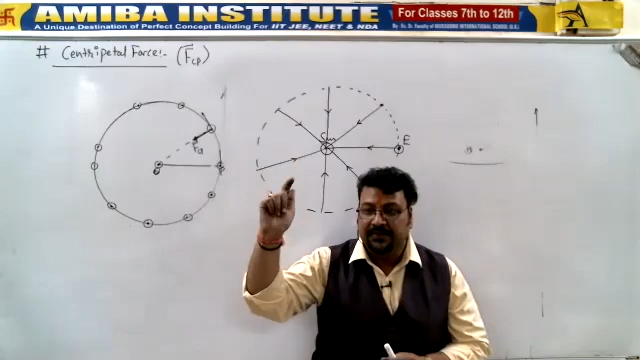 AMIBA INSTITUTE
For Classes 7th to 12th
A Unique Destination of Perfect Concept Building For IIT JEE, NEET & NDA
# Centripetal Force:- (F⃗cp)
Sun
E